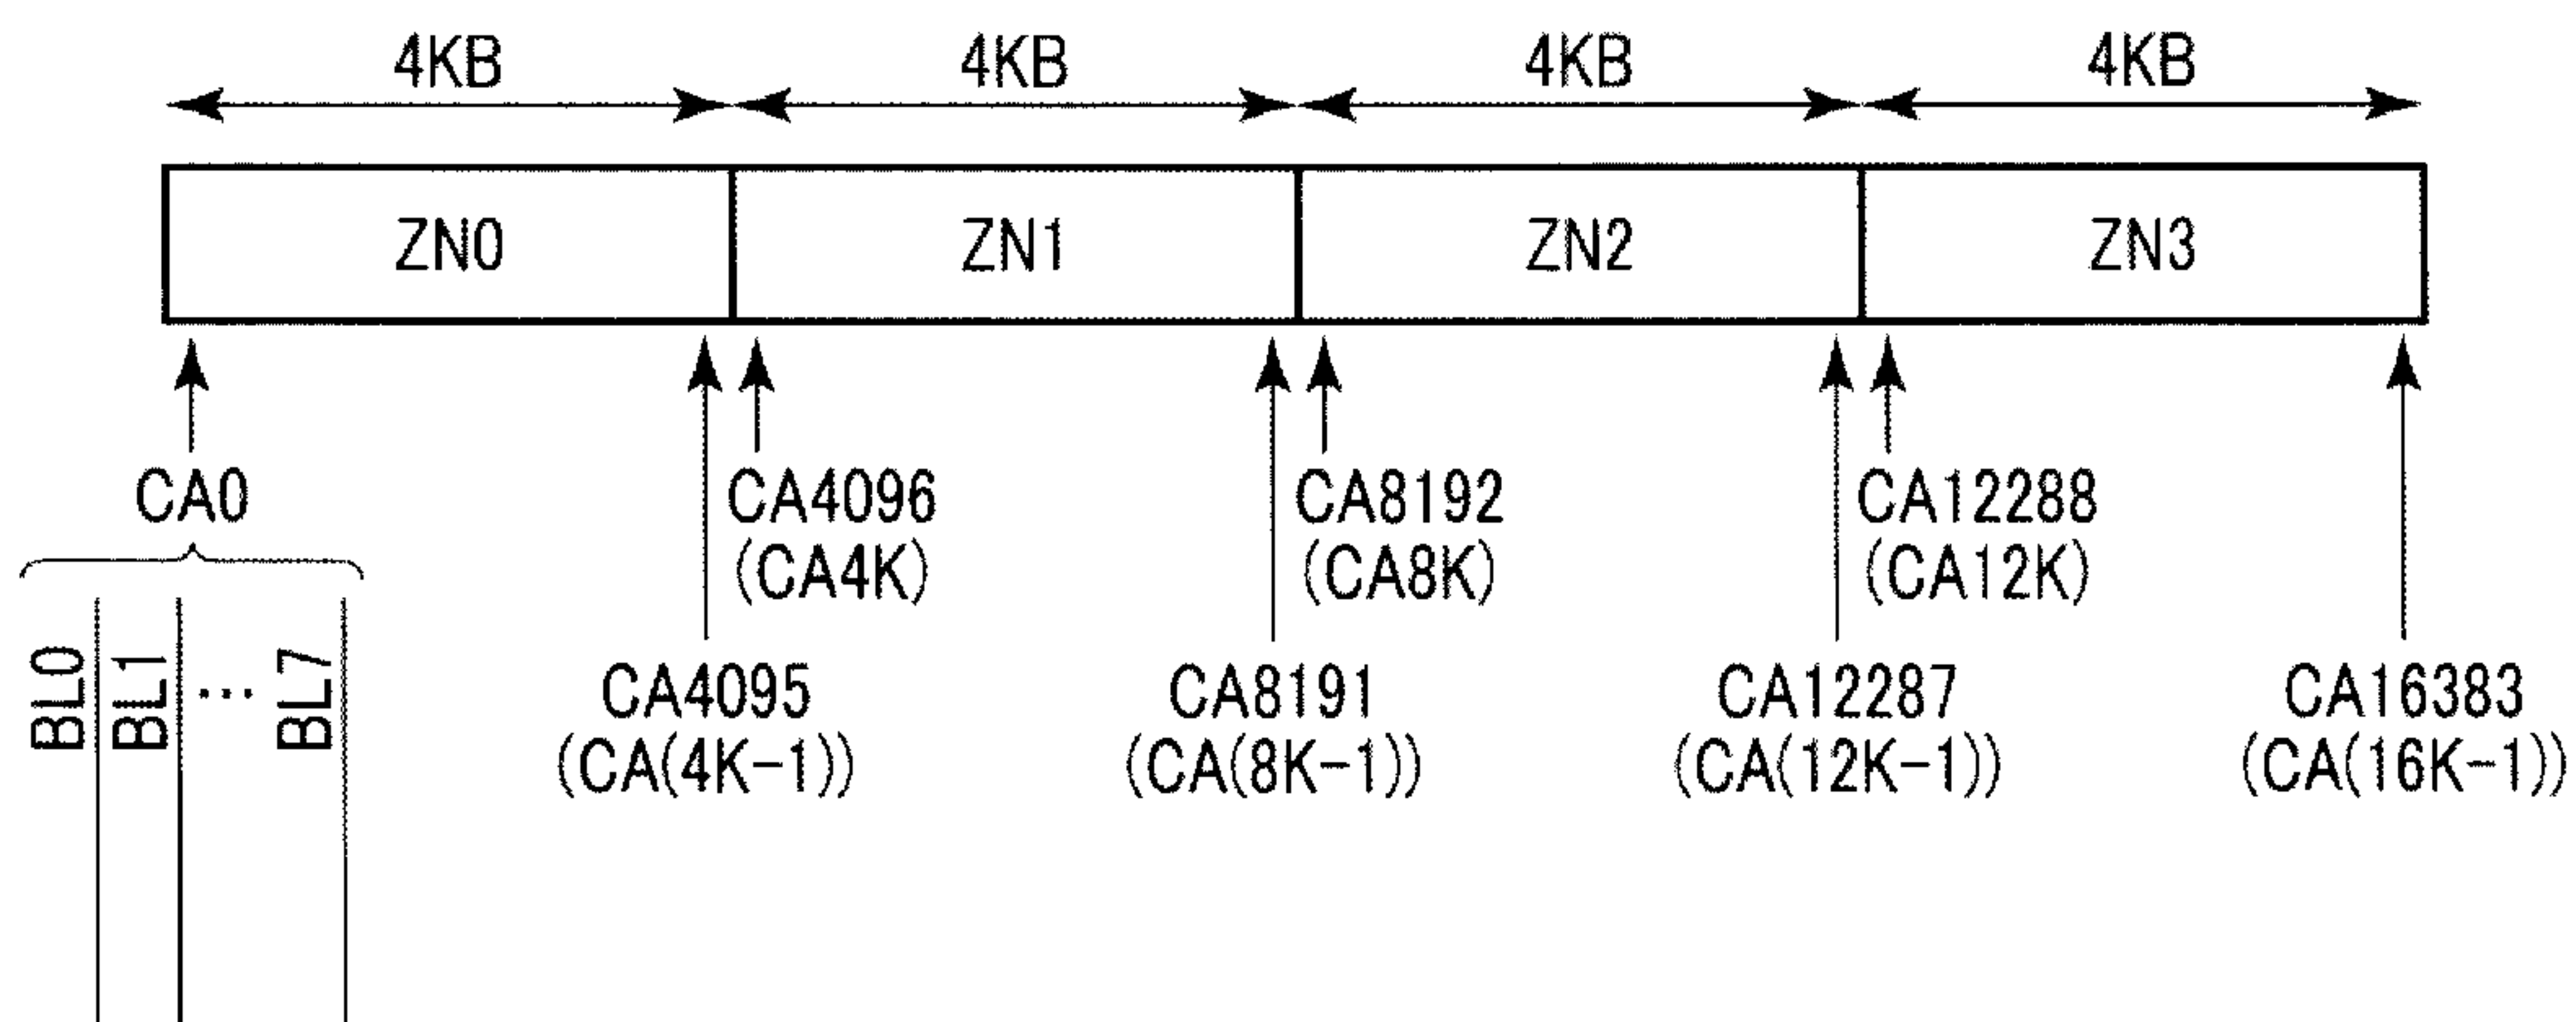 4KB 4KB 4KB 4KB
ZN0 ZN1 ZN2 ZN3
CA0 CA4096 CA8192 CA12288
(CA4K) (CA8K) (CA12K)
BL0 BL1 ... BL7
CA4095 CA8191 CA12287 CA16383
(CA(4K-1)) (CA(8K-1)) (CA(12K-1)) (CA(16K-1))